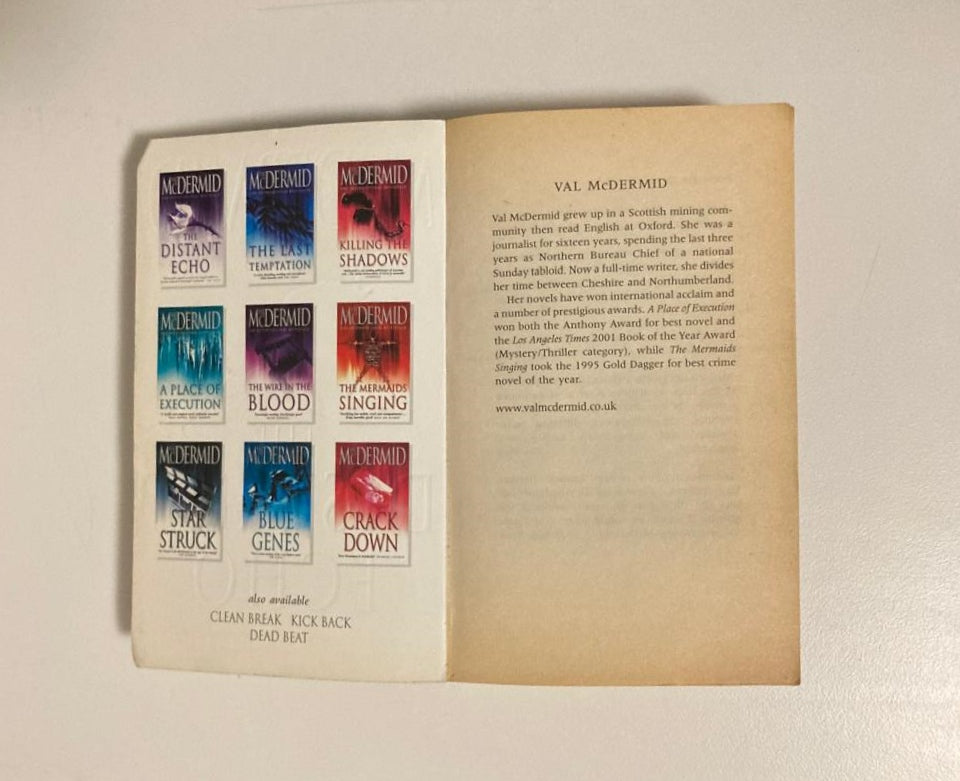 McDERMID
THE
DISTANT
ECHO
McDERMID
THE LAST
TEMPTATION
McDERMID
KILLING THE
SHADOWS
McDERMID
A PLACE OF
EXECUTION
McDERMID
THE WIRE IN THE
BLOOD
McDERMID
THE MERMAIDS
SINGING
McDERMID
STAR
STRUCK
McDERMID
BLUE
GENES
McDERMID
CRACK
DOWN
also available
CLEAN BREAK KICK BACK
DEAD BEAT
VAL McDERMID
Val McDermid grew up in a Scottish mining com-
munity then read English at Oxford. She was a
journalist for sixteen years, spending the last three
years as Northern Bureau Chief of a national
Sunday tabloid. Now a full-time writer, she divides
her time between Cheshire and Northumberland.
Her novels have won international acclaim and
a number of prestigious awards. A Place of Execution
won both the Anthony Award for best novel and
the Los Angeles Times 2001 Book of the Year Award
(Mystery/Thriller category), while The Mermaids
Singing took the 1995 Gold Dagger for best crime
novel of the year.
www.valmcdermid.co.uk